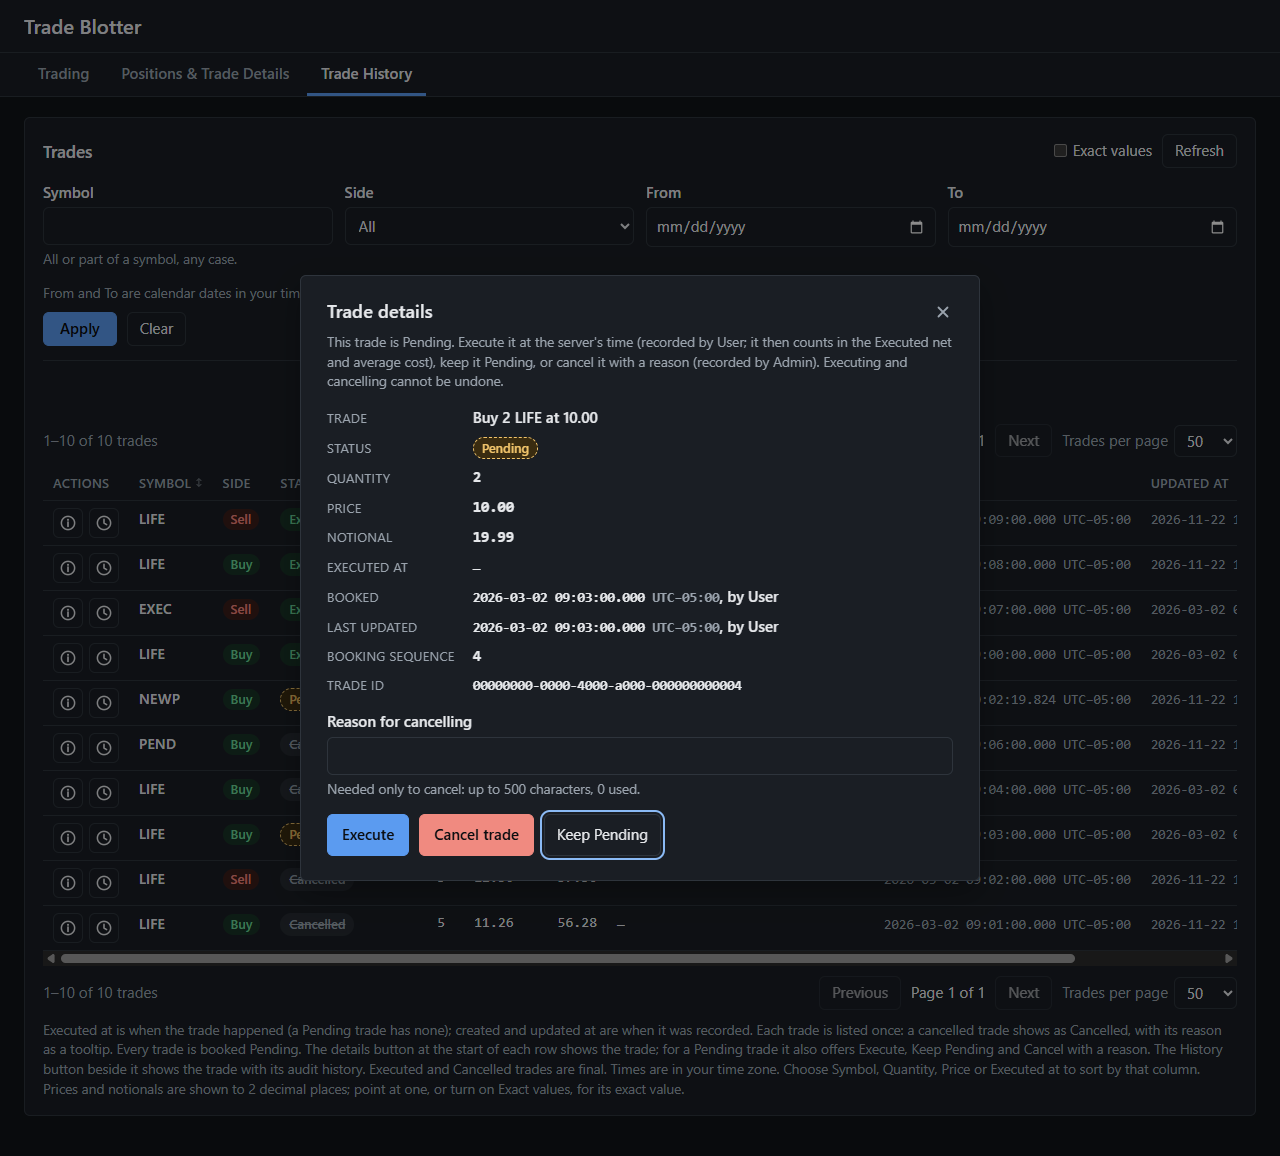 Trade Blotter
Trading Positions & Trade Details Trade History
Trades
Exact values Refresh
Symbol Side From To
All mm/dd/yyyy mm/dd/yyyy
All or part of a symbol, any case.
From and To are calendar dates in your
Apply Clear
Trade details
This trade is Pending. Execute it at the server's time (recorded by User; it then counts in the Executed net
and average cost), keep it Pending, or cancel it with a reason (recorded by Admin). Executing and
cancelling cannot be undone.
TRADE Buy 2 LIFE at 10.00
STATUS Pending
QUANTITY 2
PRICE 10.00
NOTIONAL 19.99
EXECUTED AT —
BOOKED 2026-03-02 09:03:00.000 UTC−05:00, by User
LAST UPDATED 2026-03-02 09:03:00.000 UTC−05:00, by User
BOOKING SEQUENCE 4
TRADE ID 00000000-0000-4000-a000-000000000004
Reason for cancelling
Needed only to cancel: up to 500 characters, 0 used.
Execute Cancel trade Keep Pending
1–10 of 10 trades 1 Next Trades per page 50
ACTIONS SYMBOL SIDE UPDATED AT
LIFE Sell :09:00.000 UTC−05:00 2026-11-22
LIFE Buy :08:00.000 UTC−05:00 2026-11-22
EXEC Sell :07:00.000 UTC−05:00 2026-03-02
LIFE Buy :00:00.000 UTC−05:00 2026-03-02
NEWP Buy :02:19.824 UTC−05:00 2026-11-22
PEND Buy :06:00.000 UTC−05:00 2026-11-22
LIFE Buy :04:00.000 UTC−05:00 2026-03-02
LIFE Buy :03:00.000 UTC−05:00 2026-03-02
LIFE Sell Cancelled 2026-03-02 09:02:00.000 UTC−05:00 2026-11-22
LIFE Buy Cancelled 5 11.26 56.28 — 2026-03-02 09:01:00.000 UTC−05:00 2026-11-22
1–10 of 10 trades Previous Page 1 of 1 Next Trades per page 50
Executed at is when the trade happened (a Pending trade has none); created and updated at are when it was recorded. Each trade is listed once: a cancelled trade shows as Cancelled, with its reason
as a tooltip. Every trade is booked Pending. The details button at the start of each row shows the trade; for a Pending trade it also offers Execute, Keep Pending and Cancel with a reason. The History
button beside it shows the trade with its audit history. Executed and Cancelled trades are final. Times are in your time zone. Choose Symbol, Quantity, Price or Executed at to sort by that column.
Prices and notionals are shown to 2 decimal places; point at one, or turn on Exact values, for its exact value.